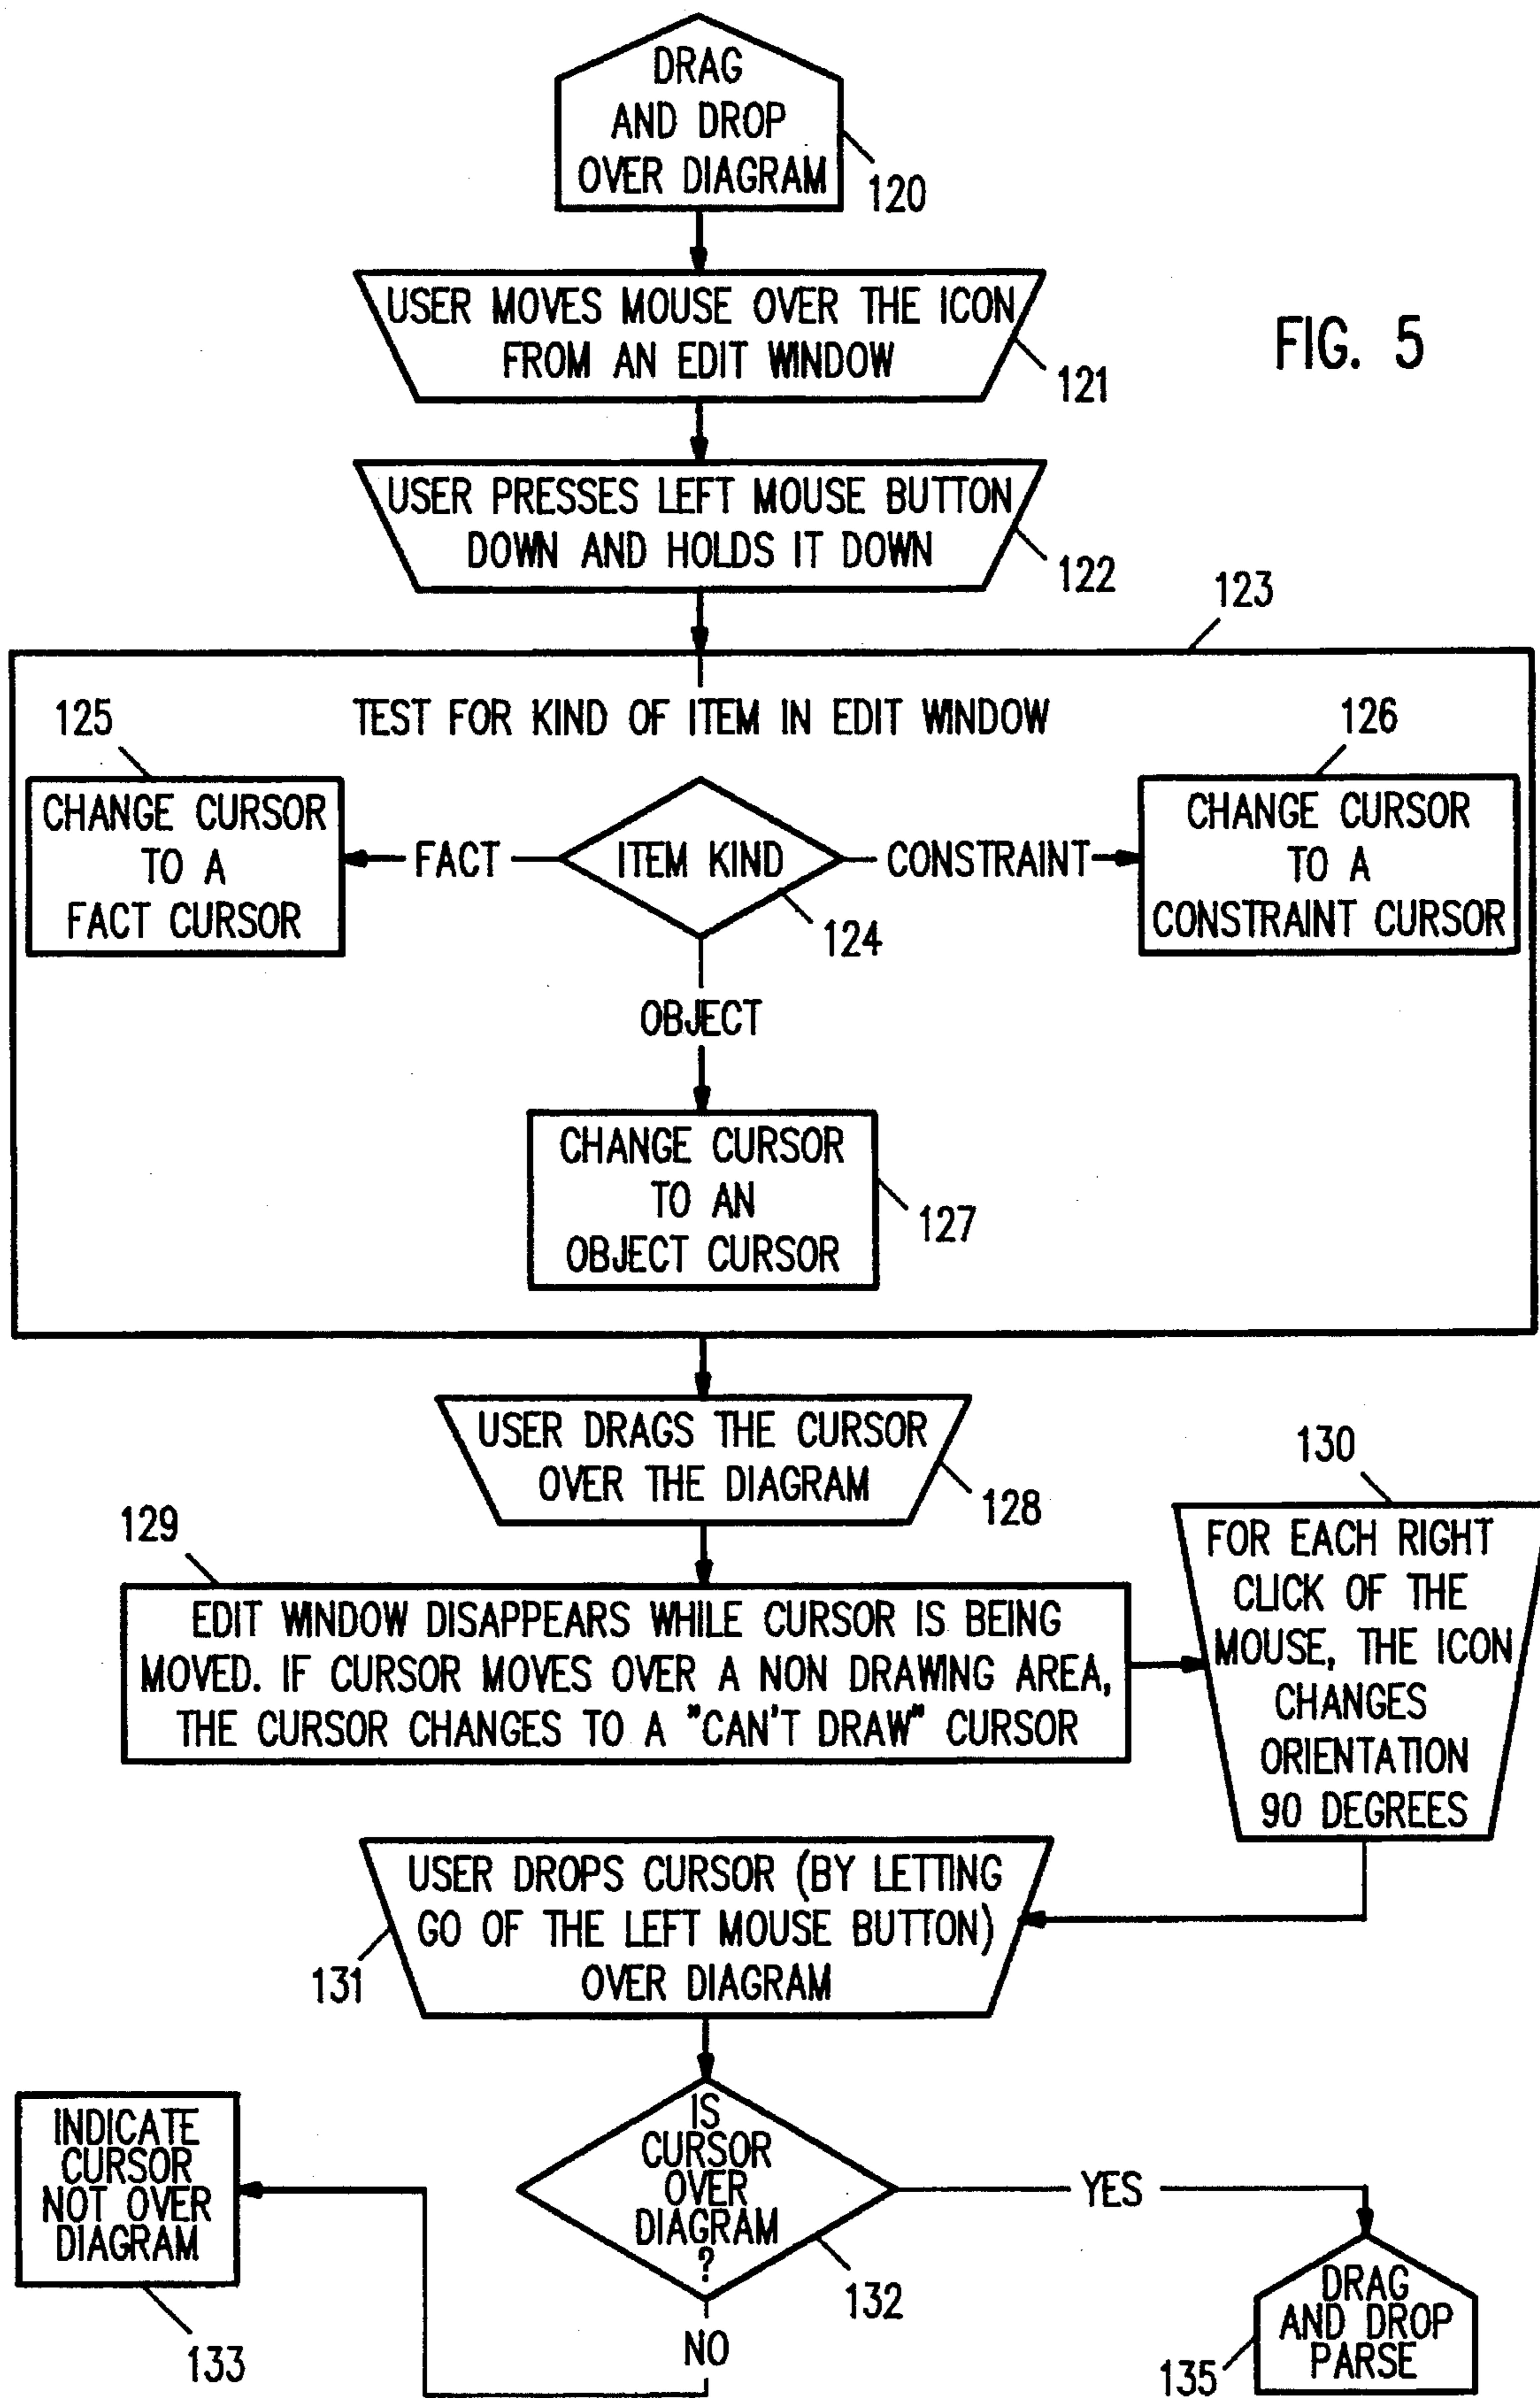 DRAG
AND DROP
OVER DIAGRAM
120
USER MOVES MOUSE OVER THE ICON
FROM AN EDIT WINDOW
121
FIG. 5
USER PRESSES LEFT MOUSE BUTTON
DOWN AND HOLDS IT DOWN
122
123
TEST FOR KIND OF ITEM IN EDIT WINDOW
125
CHANGE CURSOR
TO A
FACT CURSOR
FACT
ITEM KIND
124
CONSTRAINT
126
CHANGE CURSOR
TO A
CONSTRAINT CURSOR
OBJECT
CHANGE CURSOR
TO AN
OBJECT CURSOR
127
USER DRAGS THE CURSOR
OVER THE DIAGRAM
128
129
EDIT WINDOW DISAPPEARS WHILE CURSOR IS BEING
MOVED. IF CURSOR MOVES OVER A NON DRAWING AREA,
THE CURSOR CHANGES TO A "CAN'T DRAW" CURSOR
130
FOR EACH RIGHT
CLICK OF THE
MOUSE, THE ICON
CHANGES
ORIENTATION
90 DEGREES
USER DROPS CURSOR (BY LETTING
GO OF THE LEFT MOUSE BUTTON)
OVER DIAGRAM
131
IS
CURSOR
OVER
DIAGRAM
?
132
NO
INDICATE
CURSOR
NOT OVER
DIAGRAM
133
YES
DRAG
AND DROP
PARSE
135